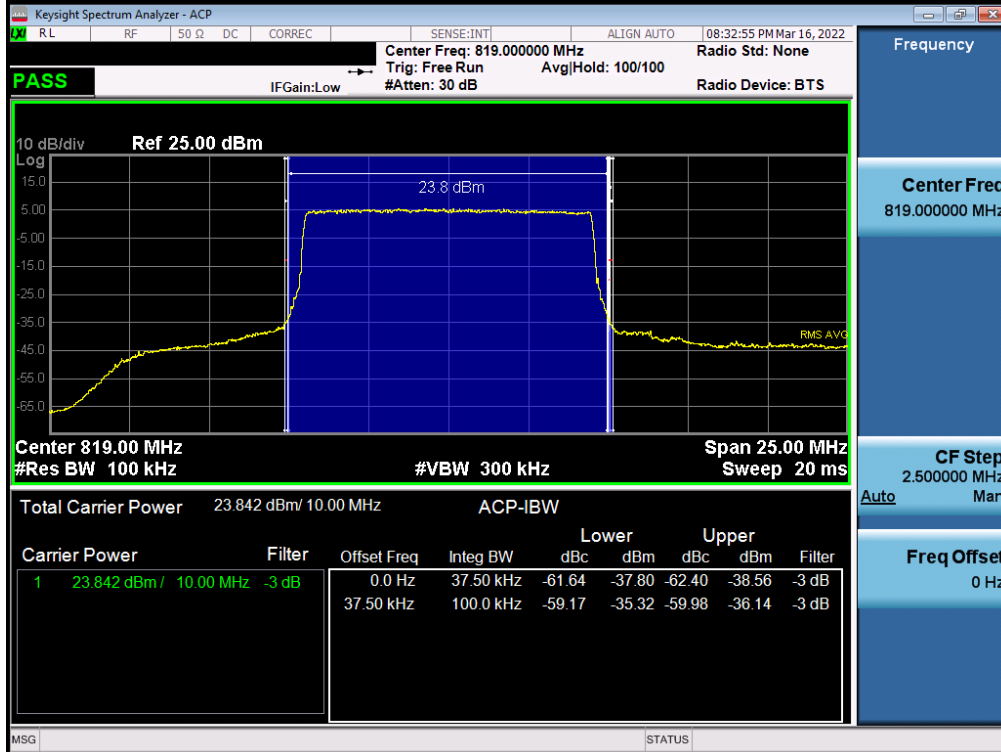 Keysight Spectrum Analyzer - ACP
LXI RL RF 50 Ω DC CORREC SENSE:INT ALIGN AUTO 08:32:55 PM Mar 16, 2022
Center Freq: 819.000000 MHz Radio Std: None
Trig: Free Run Avg|Hold: 100/100
PASS IFGain:Low #Atten: 30 dB Radio Device: BTS
10 dB/div Ref 25.00 dBm
Log
15.0
23.8 dBm
5.00
-5.00
-15.0
-25.0
-35.0
RMS AVG
-45.0
-55.0
-65.0
Center 819.00 MHz Span 25.00 MHz
#Res BW 100 kHz #VBW 300 kHz Sweep 20 ms
Total Carrier Power 23.842 dBm/ 10.00 MHz ACP-IBW
Lower Upper
Carrier Power Filter Offset Freq Integ BW dBc dBm dBc dBm Filter
1 23.842 dBm / 10.00 MHz -3 dB 0.0 Hz 37.50 kHz -61.64 -37.80 -62.40 -38.56 -3 dB
37.50 kHz 100.0 kHz -59.17 -35.32 -59.98 -36.14 -3 dB
MSG STATUS
Frequency
Center Freq
819.000000 MHz
CF Step
2.500000 MHz
Auto Man
Freq Offset
0 Hz